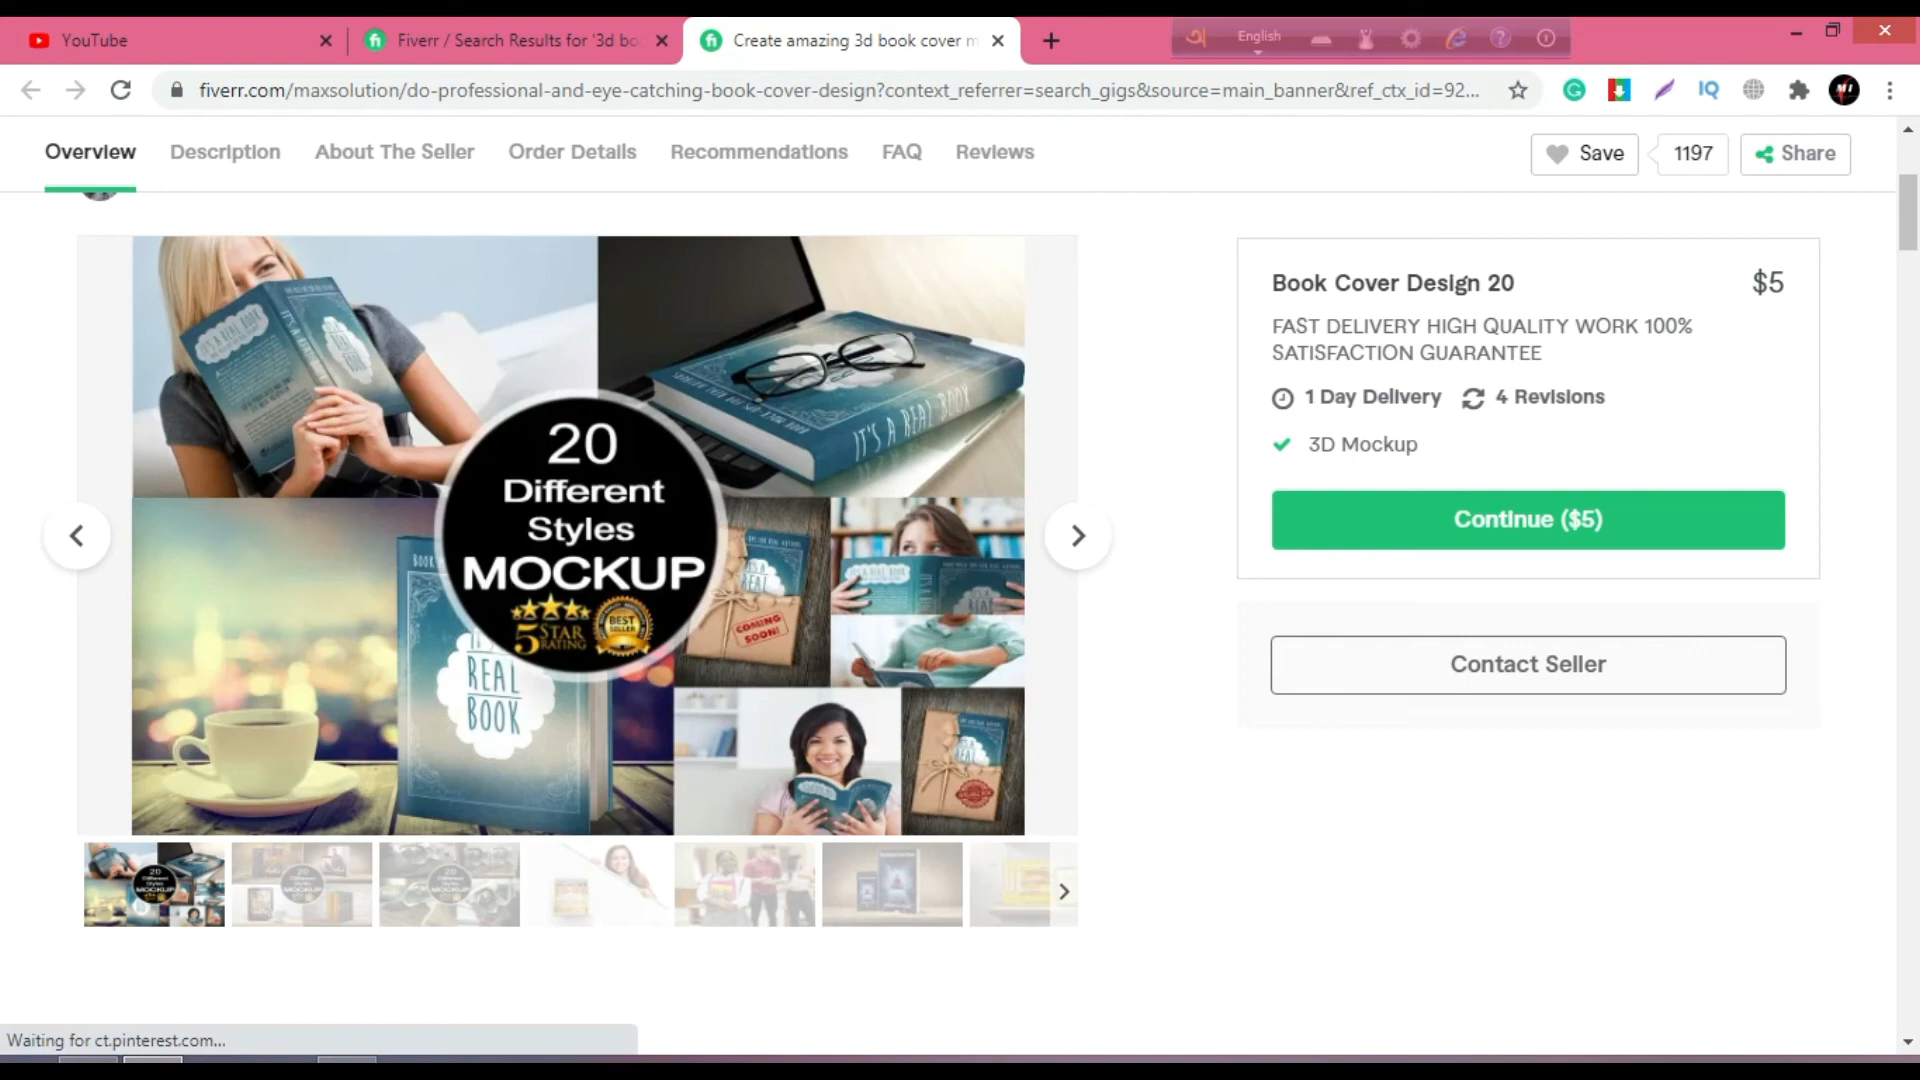 YouTube
Fiverr / Search Results for '3d bo
Create amazing 3d book cover m
English
fiverr.com/maxsolution/do-professional-and-eye-catching-book-cover-design?context_referrer=search_gigs&source=main_banner&ref_ctx_id=92...
Overview
Description
About The Seller
Order Details
Recommendations
FAQ
Reviews
Save
1197
Share
20
Different
Styles
MOCKUP
5 STAR RATING
BEST SELLER
IT'S A REAL BOOK
REAL
BOOK
COMING
SOON!
Book Cover Design 20
$5
FAST DELIVERY HIGH QUALITY WORK 100%
SATISFACTION GUARANTEE
1 Day Delivery
4 Revisions
3D Mockup
Continue ($5)
Contact Seller
Waiting for ct.pinterest.com...